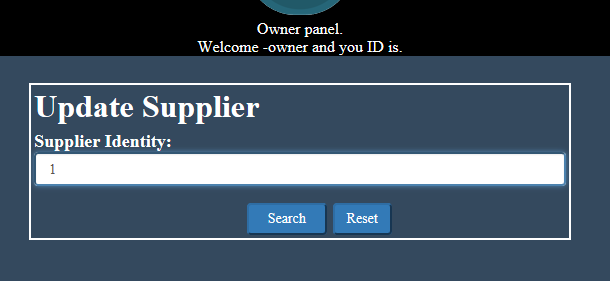 Owner panel.
Welcome -owner and you ID is.
Update Supplier
Supplier Identity:
1
Search Reset